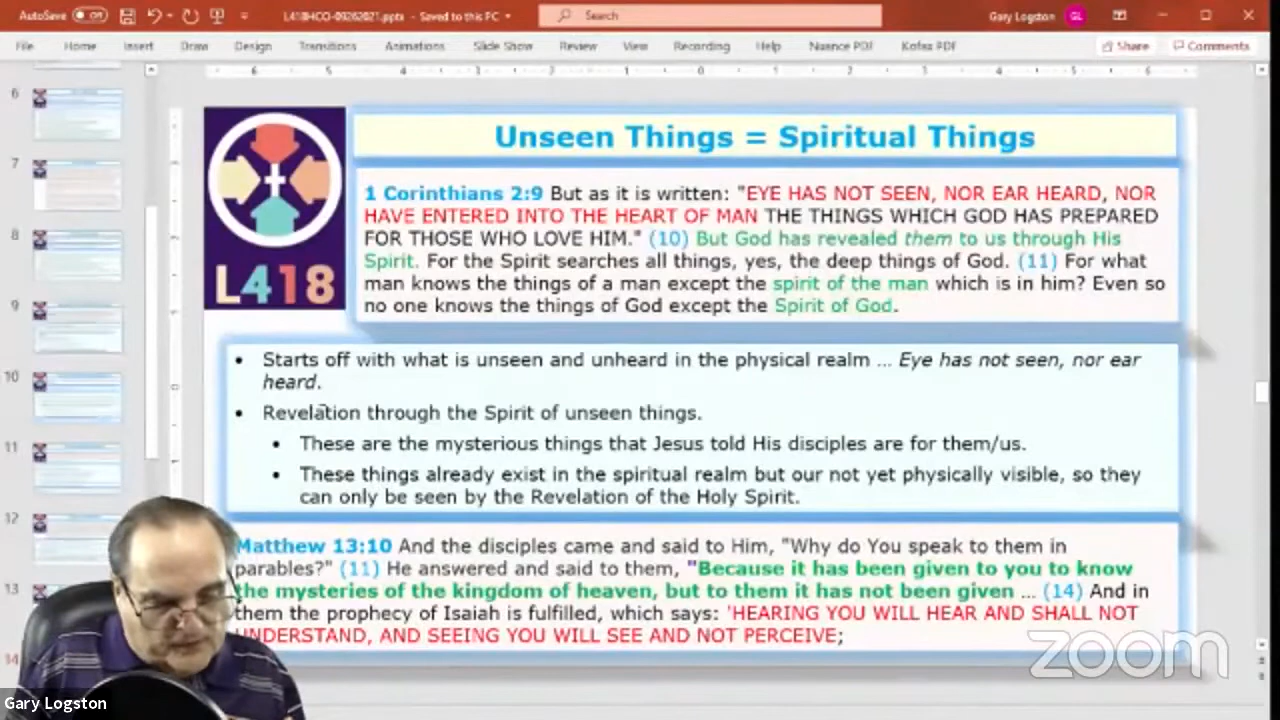 AutoSave Off L418HCO-09262021.pptx - Saved to this PC Search Gary Logston GL
File Home Insert Draw Design Transitions Animations Slide Show Review View Recording Help Nuance PDF Kofax PDF Share Comments
6 5 4 3 2 1 0 1 2 3 4 5 6
6
7
8
9
10
11
12
13
14
L418
Unseen Things = Spiritual Things
1 Corinthians 2:9 But as it is written: "EYE HAS NOT SEEN, NOR EAR HEARD, NOR
HAVE ENTERED INTO THE HEART OF MAN THE THINGS WHICH GOD HAS PREPARED
FOR THOSE WHO LOVE HIM." (10) But God has revealed them to us through His
Spirit. For the Spirit searches all things, yes, the deep things of God. (11) For what
man knows the things of a man except the spirit of the man which is in him? Even so
no one knows the things of God except the Spirit of God.
• Starts off with what is unseen and unheard in the physical realm ... Eye has not seen, nor ear
heard.
• Revelation through the Spirit of unseen things.
• These are the mysterious things that Jesus told His disciples are for them/us.
• These things already exist in the spiritual realm but our not yet physically visible, so they
can only be seen by the Revelation of the Holy Spirit.
Matthew 13:10 And the disciples came and said to Him, "Why do You speak to them in
parables?" (11) He answered and said to them, "Because it has been given to you to know
the mysteries of the kingdom of heaven, but to them it has not been given ... (14) And in
them the prophecy of Isaiah is fulfilled, which says: 'HEARING YOU WILL HEAR AND SHALL NOT
UNDERSTAND, AND SEEING YOU WILL SEE AND NOT PERCEIVE;
zoom
Gary Logston